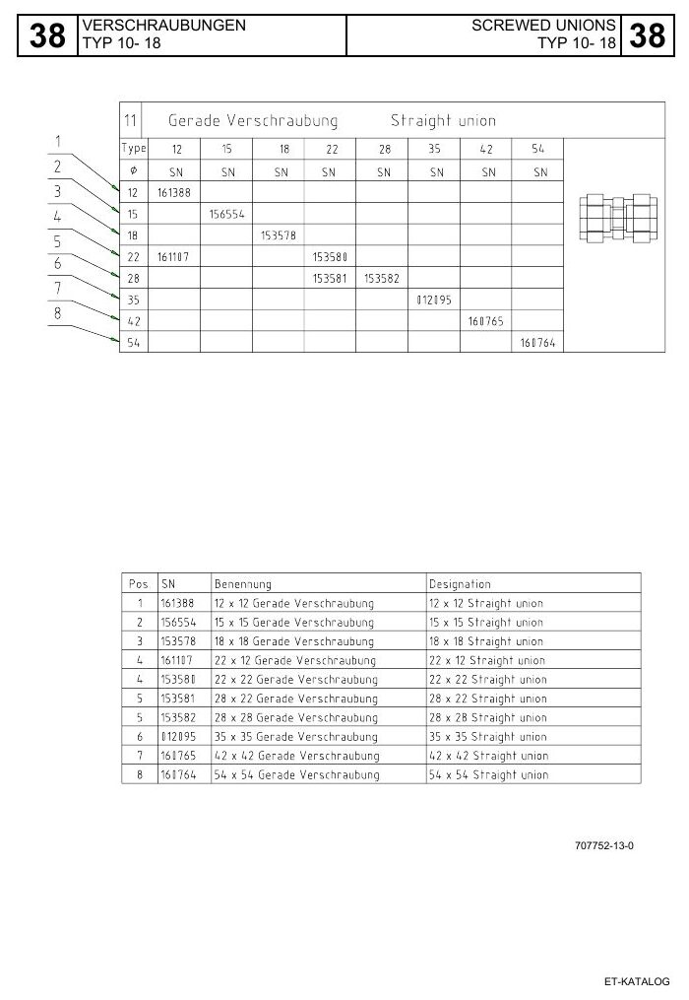 38 VERSCHRAUBUNGEN SCREWED UNIONS 38
TYP 10- 18 TYP 10- 18
11 Gerade Verschraubung Straight union
Type 12 15 18 22 28 35 42 54
ø SN SN SN SN SN SN SN SN
1
2
3
4
5
6
7
8
12 161388
15 156554
18 153578
22 161107 153580
28 153581 153582
35 012095
42 160765
54 160764
Pos. SN Benennung Designation
1 161388 12 x 12 Gerade Verschraubung 12 x 12 Straight union
2 156554 15 x 15 Gerade Verschraubung 15 x 15 Straight union
3 153578 18 x 18 Gerade Verschraubung 18 x 18 Straight union
4 161107 22 x 12 Gerade Verschraubung 22 x 12 Straight union
4 153580 22 x 22 Gerade Verschraubung 22 x 22 Straight union
5 153581 28 x 22 Gerade Verschraubung 28 x 22 Straight union
5 153582 28 x 28 Gerade Verschraubung 28 x 28 Straight union
6 012095 35 x 35 Gerade Verschraubung 35 x 35 Straight union
7 160765 42 x 42 Gerade Verschraubung 42 x 42 Straight union
8 160764 54 x 54 Gerade Verschraubung 54 x 54 Straight union
707752-13-0
ET-KATALOG